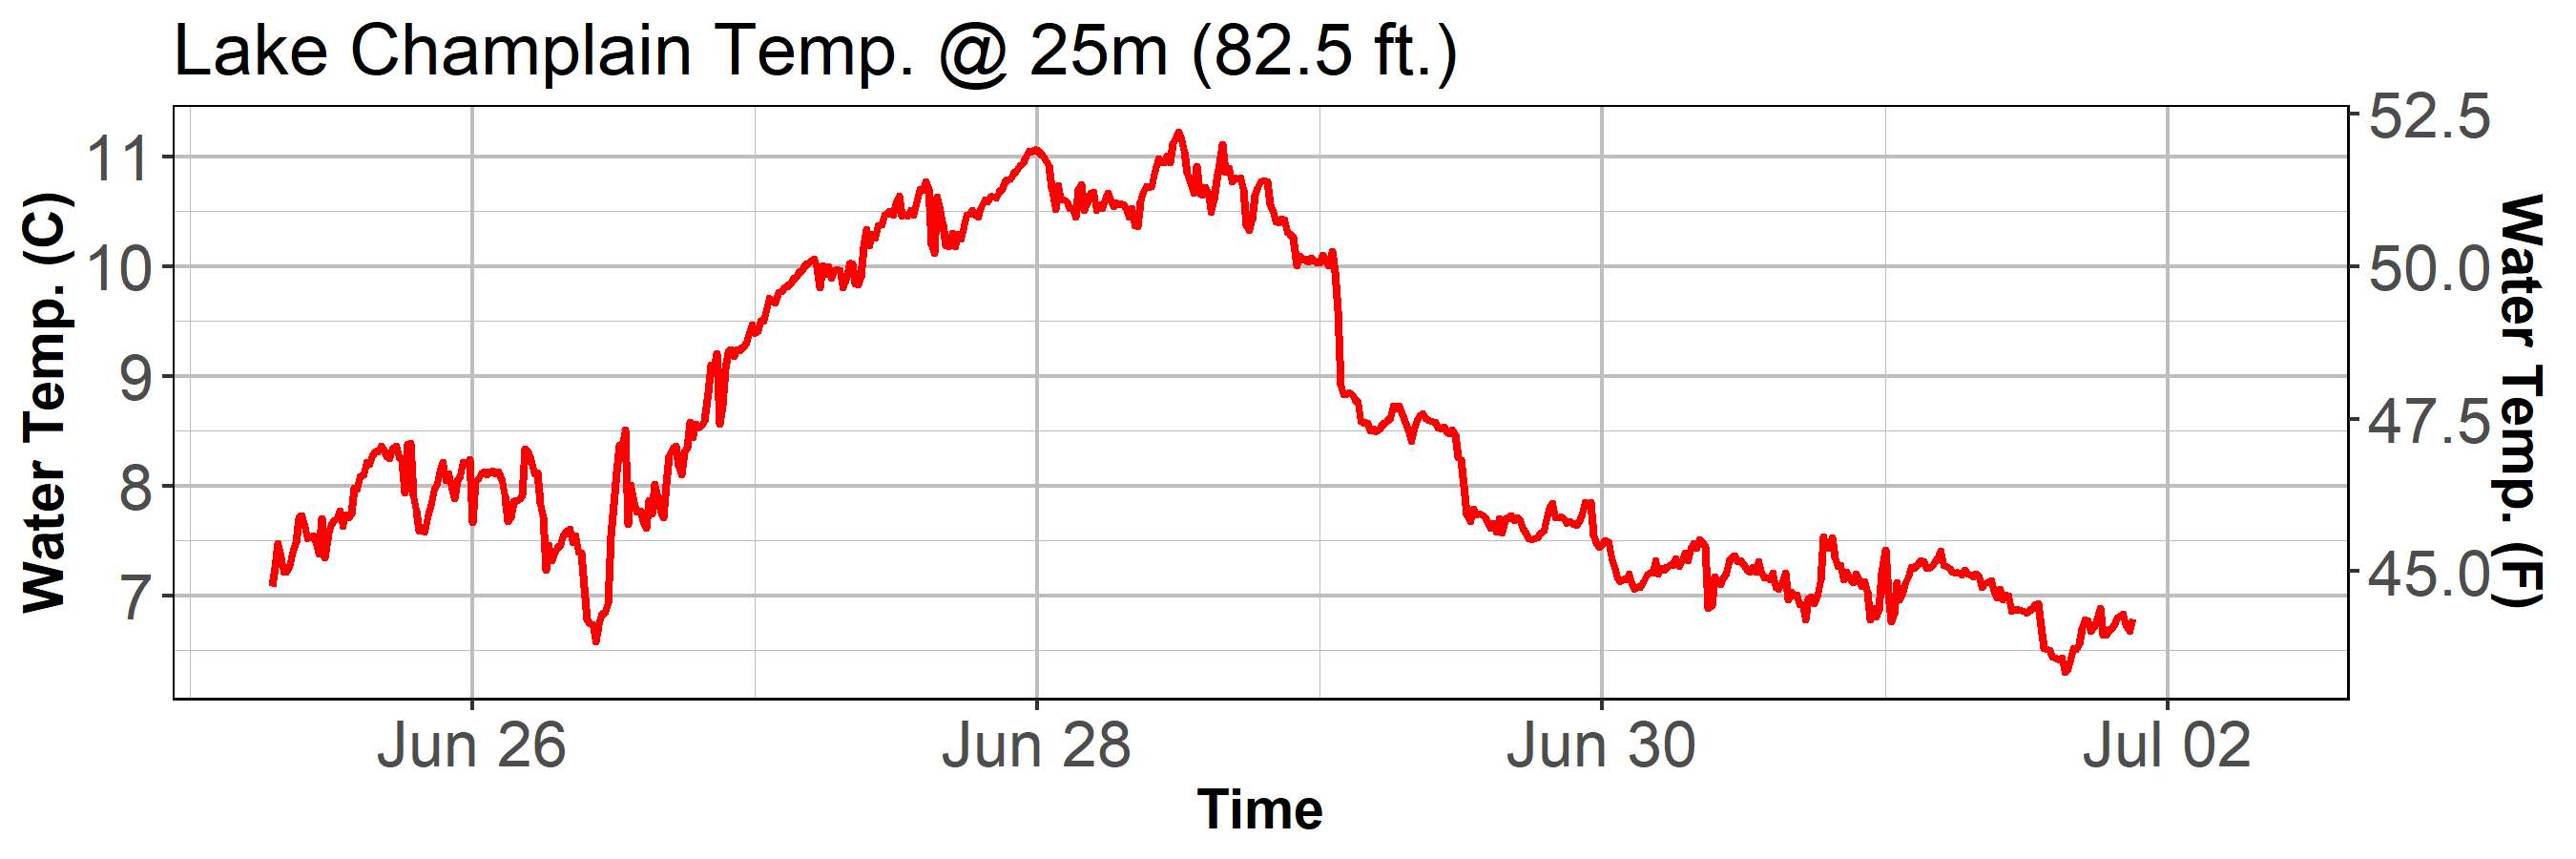 Lake Champlain Temp. @ 25m (82.5 ft.)
Water Temp. (C)
11
10
9
8
7
52.5
50.0
47.5
45.0
Water Temp. (F)
Jun 26
Jun 28
Jun 30
Jul 02
Time